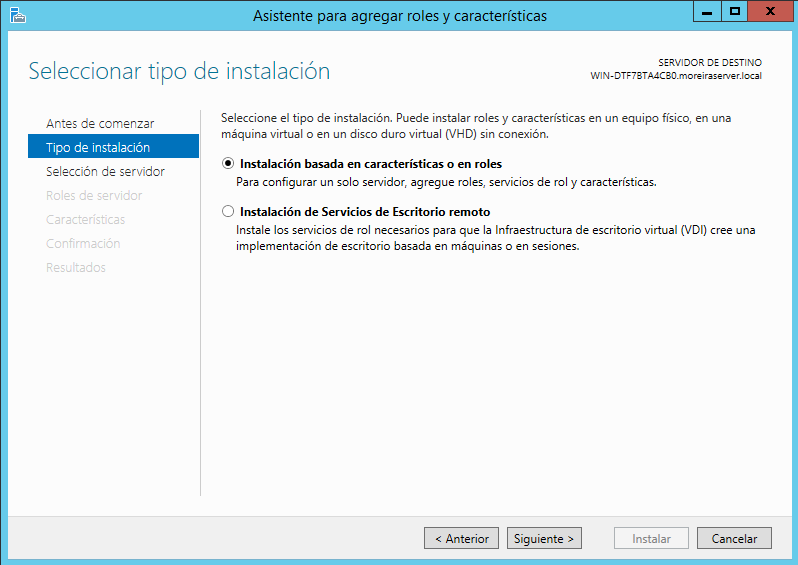 Asistente para agregar roles y características
Seleccionar tipo de instalación
SERVIDOR DE DESTINO
WIN-DTF7BTA4CB0.moreiraserver.local
Antes de comenzar
Tipo de instalación
Selección de servidor
Roles de servidor
Características
Confirmación
Resultados
Seleccione el tipo de instalación. Puede instalar roles y características en un equipo físico, en una
máquina virtual o en un disco duro virtual (VHD) sin conexión.
Instalación basada en características o en roles
Para configurar un solo servidor, agregue roles, servicios de rol y características.
Instalación de Servicios de Escritorio remoto
Instale los servicios de rol necesarios para que la Infraestructura de escritorio virtual (VDI) cree una
implementación de escritorio basada en máquinas o en sesiones.
< Anterior
Siguiente >
Instalar
Cancelar